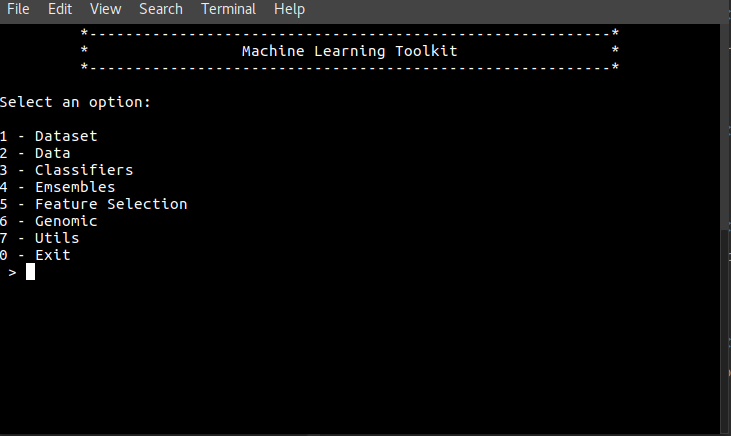 File Edit View Search Terminal Help
*----------------------------------------------------------*
* Machine Learning Toolkit *
*----------------------------------------------------------*
Select an option:
1 - Dataset
2 - Data
3 - Classifiers
4 - Emsembles
5 - Feature Selection
6 - Genomic
7 - Utils
0 - Exit
>